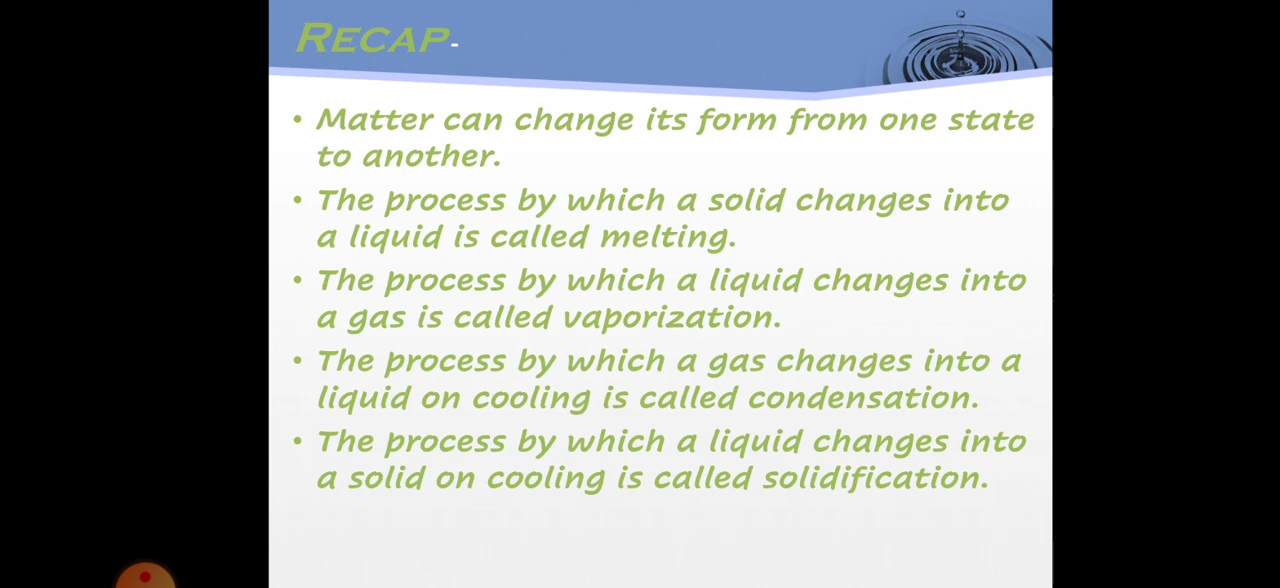 RECAP-
• Matter can change its form from one state
to another.
• The process by which a solid changes into
a liquid is called melting.
• The process by which a liquid changes into
a gas is called vaporization.
• The process by which a gas changes into a
liquid on cooling is called condensation.
• The process by which a liquid changes into
a solid on cooling is called solidification.